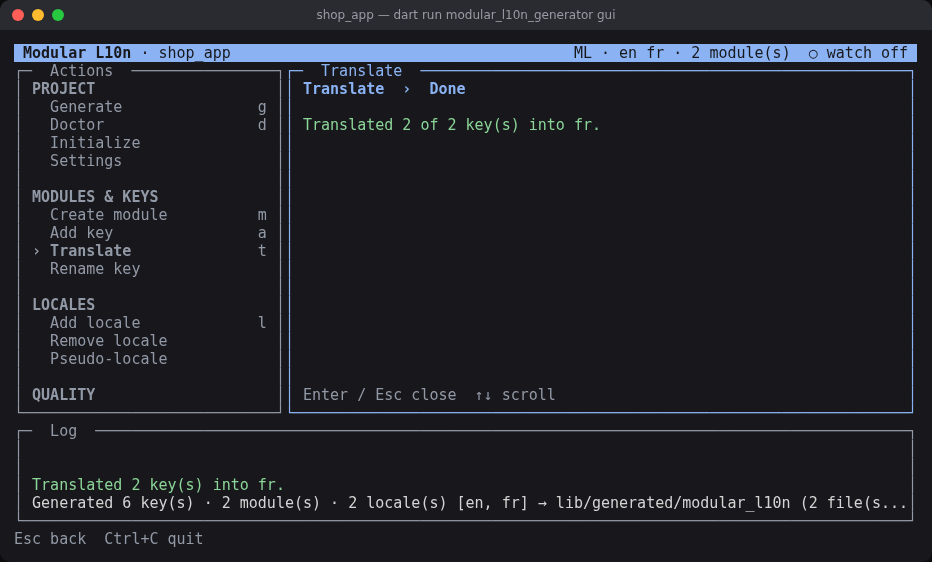 shop_app — dart run modular_l10n_generator gui
Modular L10n · shop_app ML · en fr · 2 module(s) ○ watch off
Actions
PROJECT
Generate g
Doctor d
Initialize
Settings
MODULES & KEYS
Create module m
Add key a
› Translate t
Rename key
LOCALES
Add locale l
Remove locale
Pseudo-locale
QUALITY
Translate
Translate › Done
Translated 2 of 2 key(s) into fr.
Enter / Esc close ↑↓ scroll
Log
Translated 2 key(s) into fr.
Generated 6 key(s) · 2 module(s) · 2 locale(s) [en, fr] → lib/generated/modular_l10n (2 file(s...
Esc back Ctrl+C quit